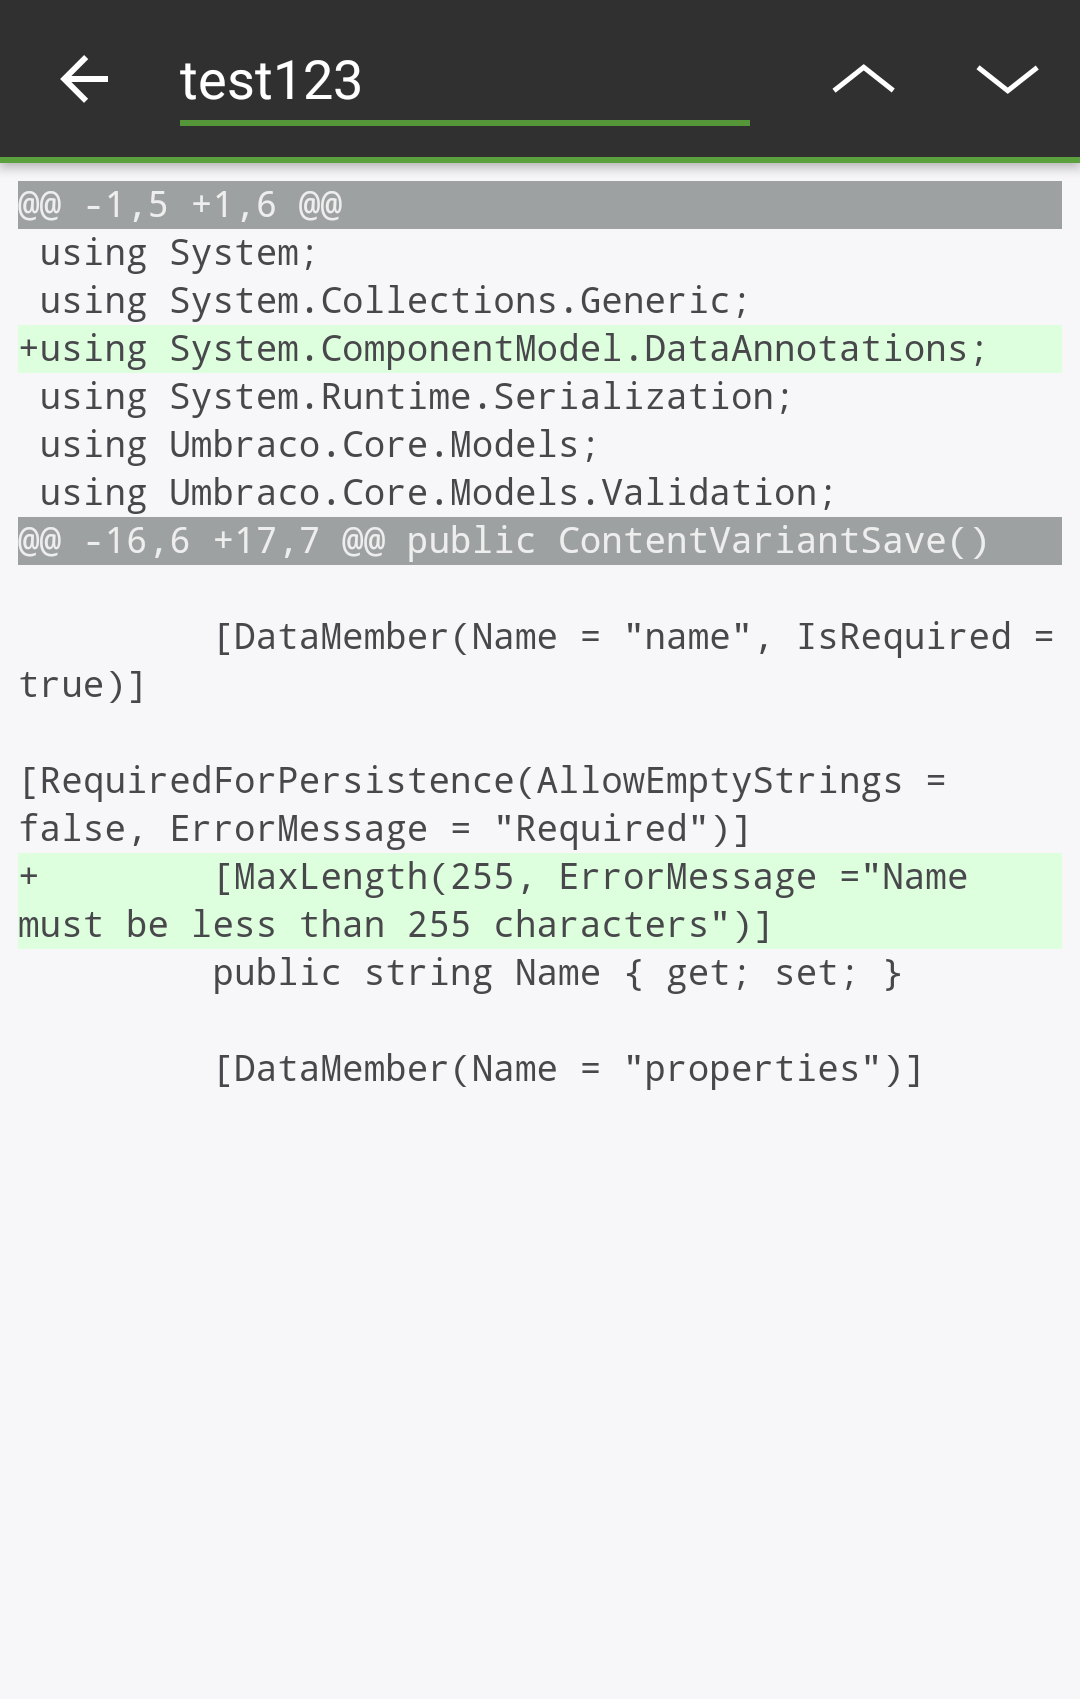 test123
@@ -1,5 +1,6 @@
 using System;
 using System.Collections.Generic;
+using System.ComponentModel.DataAnnotations;
 using System.Runtime.Serialization;
 using Umbraco.Core.Models;
 using Umbraco.Core.Models.Validation;
@@ -16,6 +17,7 @@ public ContentVariantSave()
         [DataMember(Name = "name", IsRequired =
true)]
[RequiredForPersistence(AllowEmptyStrings =
false, ErrorMessage = "Required")]
+        [MaxLength(255, ErrorMessage ="Name
must be less than 255 characters")]
         public string Name { get; set; }
         [DataMember(Name = "properties")]